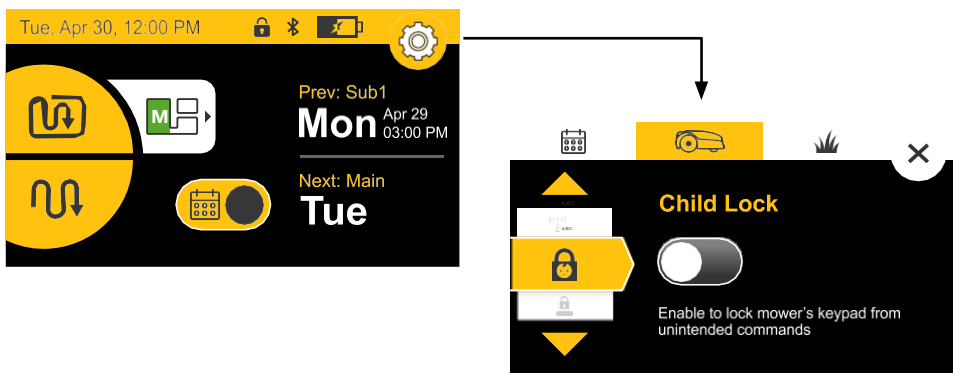 Tue, Apr 30, 12:00 PM
M
Prev: Sub1
Mon
Apr 29
03:00 PM
Next: Main
Tue
Child Lock
Enable to lock mower's keypad from
unintended commands